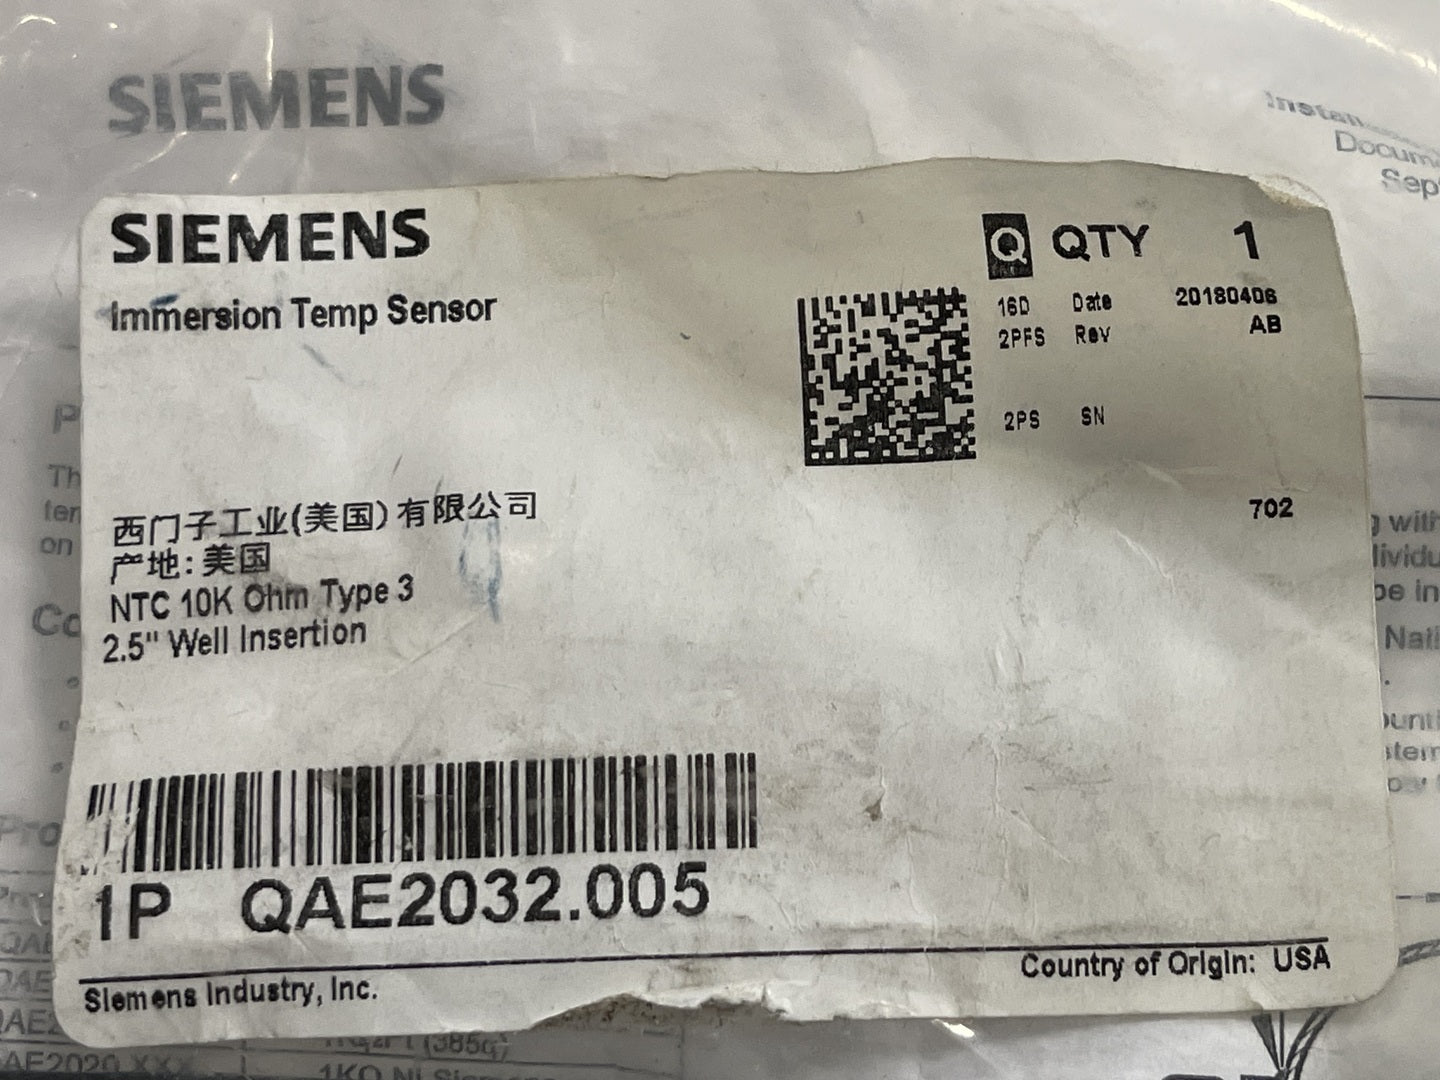 SIEMENS
SIEMENS
Immersion Temp Sensor
Q QTY 1
16D Date 20180406
2PFS Rev AB
2PS SN
702
西门子工业(美国)有限公司
产地: 美国
NTC 10K Ohm Type 3
2.5" Well Insertion
1P QAE2032.005
Siemens Industry, Inc.
Country of Origin: USA